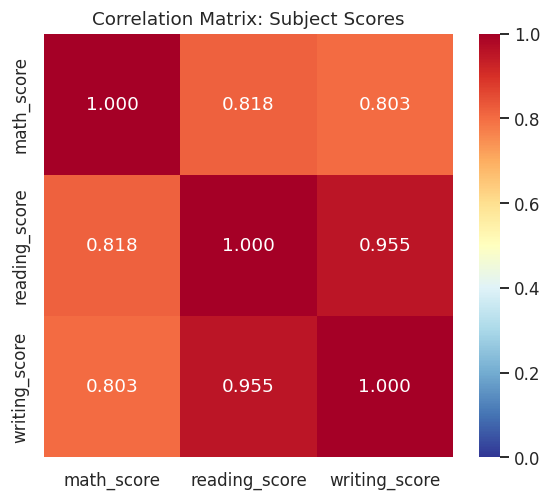 Correlation Matrix: Subject Scores
math_score
1.000 0.818 0.803
reading_score
0.818 1.000 0.955
writing_score
0.803 0.955 1.000
math_score reading_score writing_score
1.0
0.8
0.6
0.4
0.2
0.0